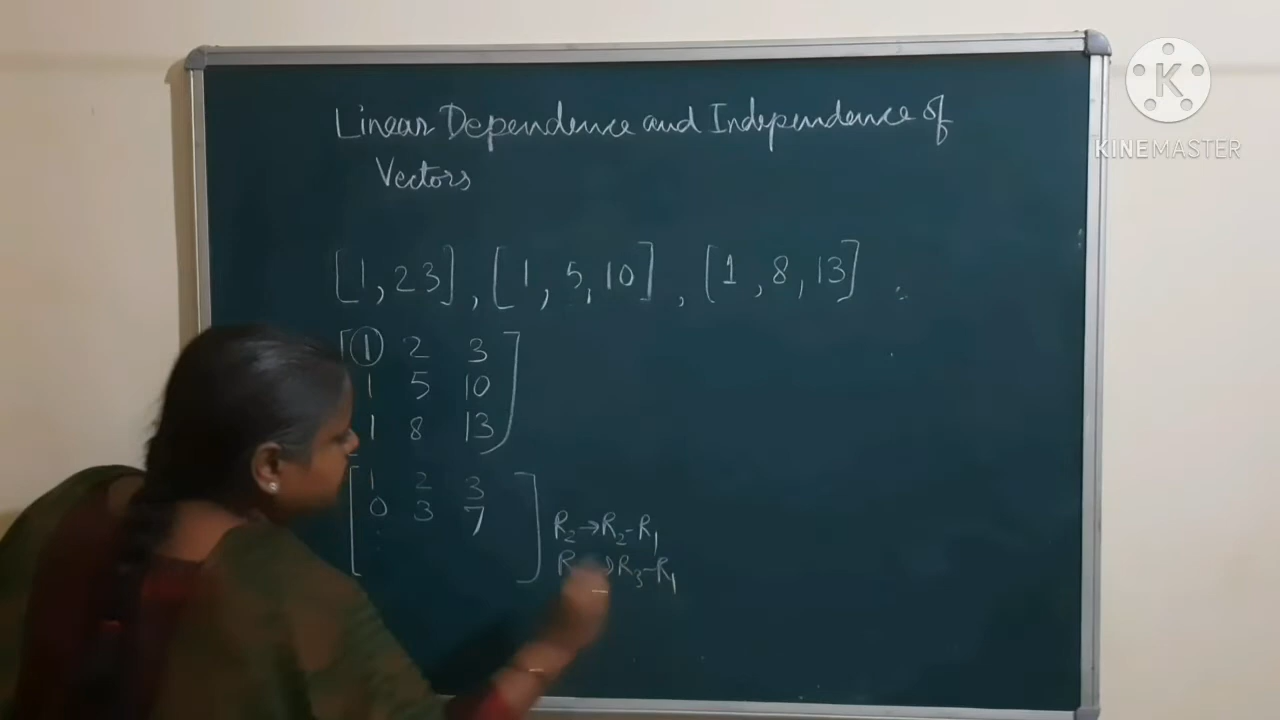 Linear Dependence and Independence of
Vectors
[1, 2 3], [1, 5, 10], [1, 8, 13].
[1 2 3]
1 5 10
1 8 13
[1 2 3]
0 3 7
R2→R2-R1
R →R3-R1
K
KINEMASTER